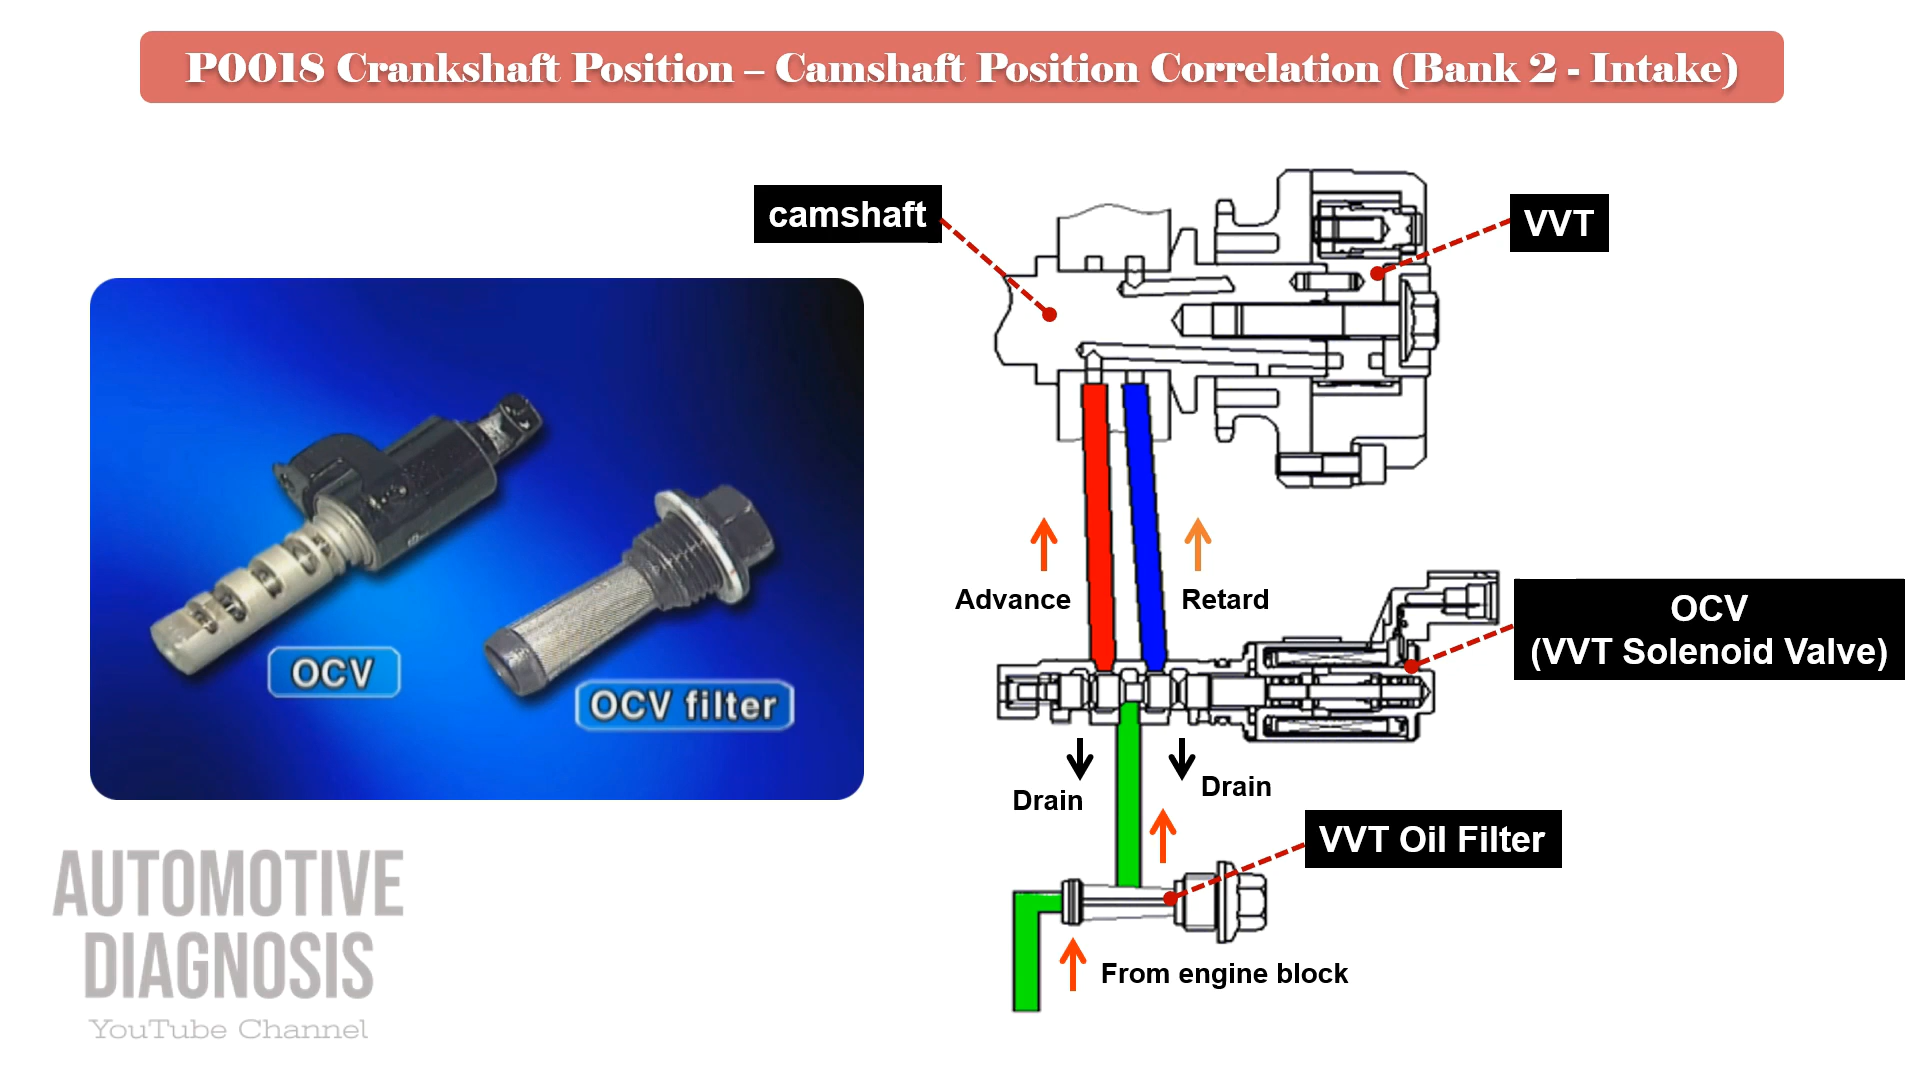 P0018 Crankshaft Position – Camshaft Position Correlation (Bank 2 - Intake)
camshaft
VVT
Advance
Retard
OCV
(VVT Solenoid Valve)
OCV
OCV filter
Drain
Drain
VVT Oil Filter
From engine block
AUTOMOTIVE
DIAGNOSIS
YouTube Channel